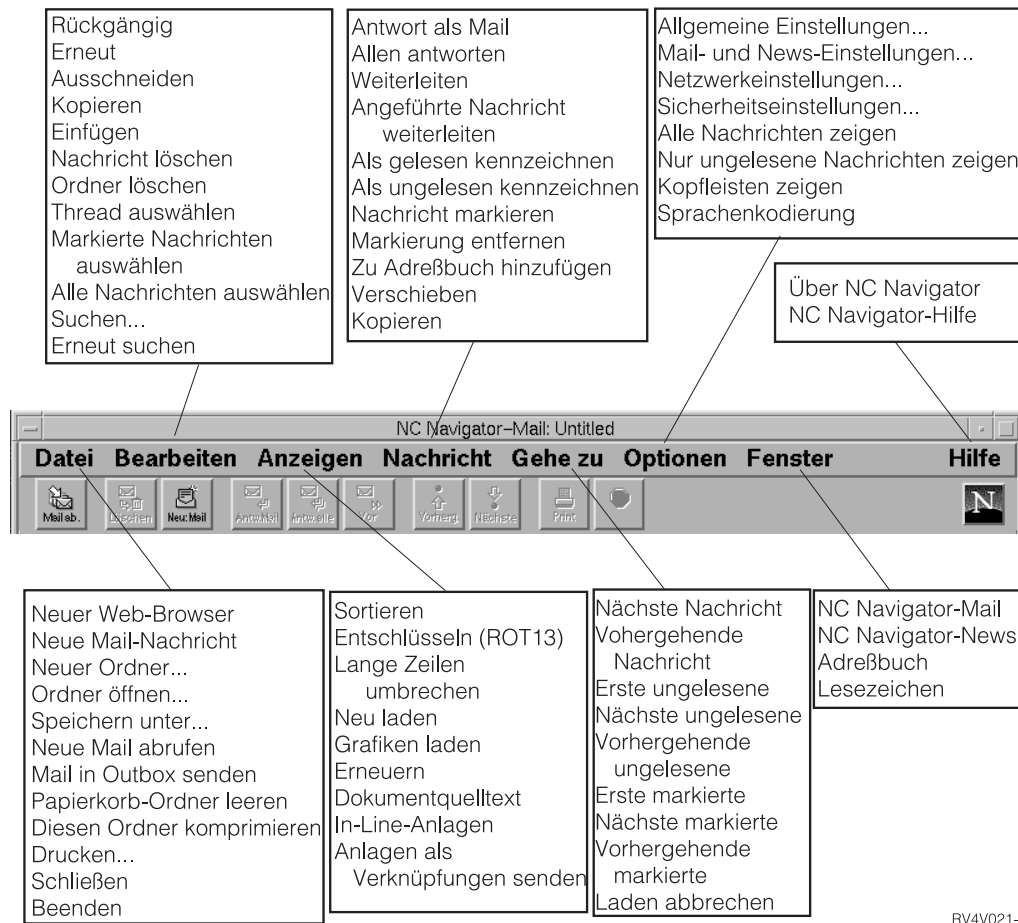 Rückgängig
Erneut
Ausschneiden
Kopieren
Einfügen
Nachricht löschen
Ordner löschen
Thread auswählen
Markierte Nachrichten
auswählen
Alle Nachrichten auswählen
Suchen...
Erneut suchen
Antwort als Mail
Allen antworten
Weiterleiten
Angeführte Nachricht
weiterleiten
Als gelesen kennzeichnen
Als ungelesen kennzeichnen
Nachricht markieren
Markierung entfernen
Zu Adreßbuch hinzufügen
Verschieben
Kopieren
Allgemeine Einstellungen...
Mail- und News-Einstellungen...
Netzwerkeinstellungen...
Sicherheitseinstellungen...
Alle Nachrichten zeigen
Nur ungelesene Nachrichten zeigen
Kopfleisten zeigen
Sprachenkodierung
Über NC Navigator
NC Navigator-Hilfe
NC Navigator–Mail: Untitled
Datei Bearbeiten Anzeigen Nachricht Gehe zu Optionen Fenster Hilfe
Mail ab. Löschen Neu:Mail Antw.alle Vor Vorherg Nächste Print N
Neuer Web-Browser
Neue Mail-Nachricht
Neuer Ordner...
Ordner öffnen...
Speichern unter...
Neue Mail abrufen
Mail in Outbox senden
Papierkorb-Ordner leeren
Diesen Ordner komprimieren
Drucken...
Schließen
Beenden
Sortieren
Entschlüsseln (ROT13)
Lange Zeilen
umbrechen
Neu laden
Grafiken laden
Erneuern
Dokumentquelltext
In-Line-Anlagen
Anlagen als
Verknüpfungen senden
Nächste Nachricht
Vohergehende
Nachricht
Erste ungelesene
Nächste ungelesene
Vorhergehende
ungelesene
Erste markierte
Nächste markierte
Vorhergehende
markierte
Laden abbrechen
NC Navigator-Mail
NC Navigator-News
Adreßbuch
Lesezeichen
RV4V021-